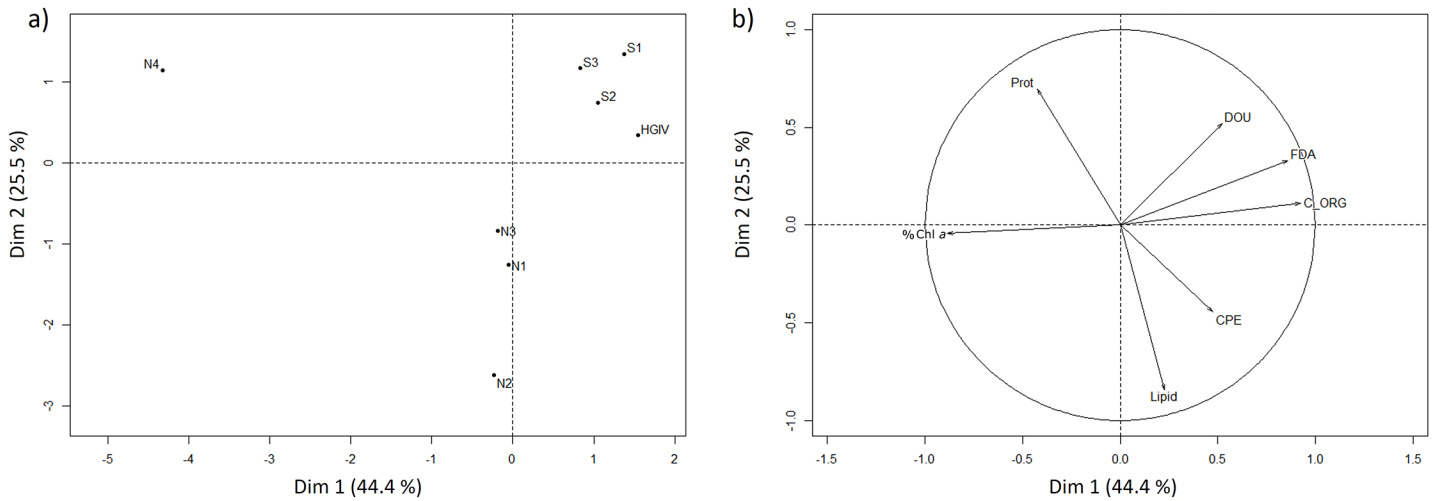 a)
Dim 2 (25.5 %)
1
0
-1
-2
-3
N4
S1
S3
S2
HGIV
N3
N1
N2
-5
-4
-3
-2
-1
0
1
2
Dim 1 (44.4 %)
b)
Dim 2 (25.5 %)
1.0
0.5
0.0
-0.5
-1.0
Prot
DOU
FDA
C_ORG
%Chl a
CPE
Lipid
-1.5
-1.0
-0.5
0.0
0.5
1.0
1.5
Dim 1 (44.4 %)